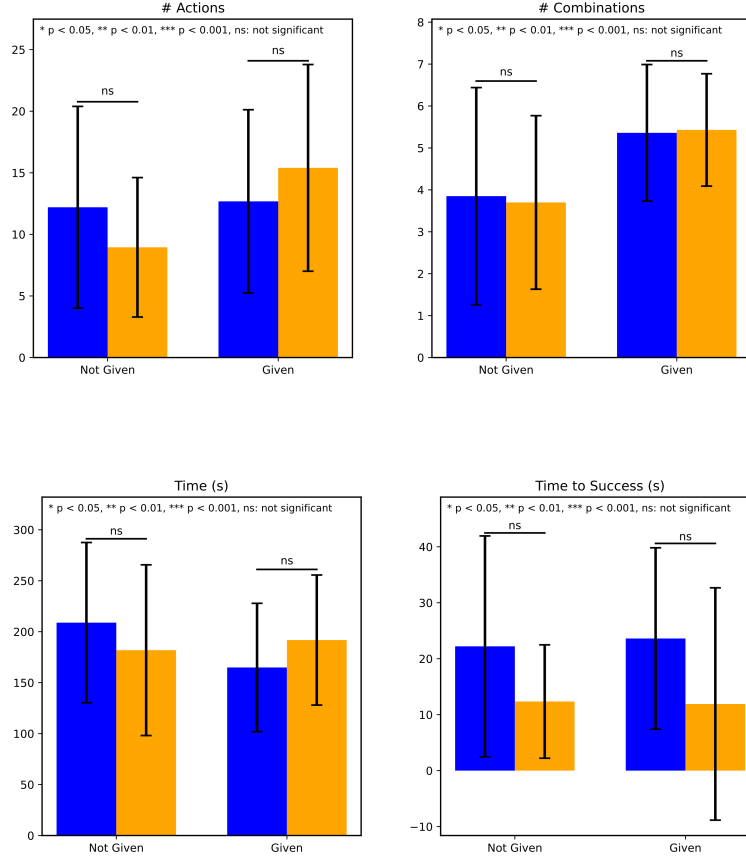 # Actions
* p < 0.05, ** p < 0.01, *** p < 0.001, ns: not significant
ns
ns
25
20
15
10
5
0
Not Given
Given
# Combinations
* p < 0.05, ** p < 0.01, *** p < 0.001, ns: not significant
ns
ns
8
7
6
5
4
3
2
1
0
Not Given
Given
Time (s)
* p < 0.05, ** p < 0.01, *** p < 0.001, ns: not significant
ns
ns
300
250
200
150
100
50
0
Not Given
Given
Time to Success (s)
* p < 0.05, ** p < 0.01, *** p < 0.001, ns: not significant
ns
ns
40
30
20
10
0
−10
Not Given
Given